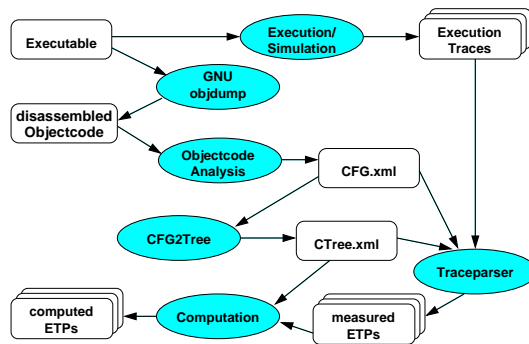 Executable
Execution/
Simulation
Execution
Traces
GNU
objdump
disassembled
Objectcode
Objectcode
Analysis
CFG.xml
CFG2Tree
CTree.xml
Traceparser
computed
ETPs
Computation
measured
ETPs